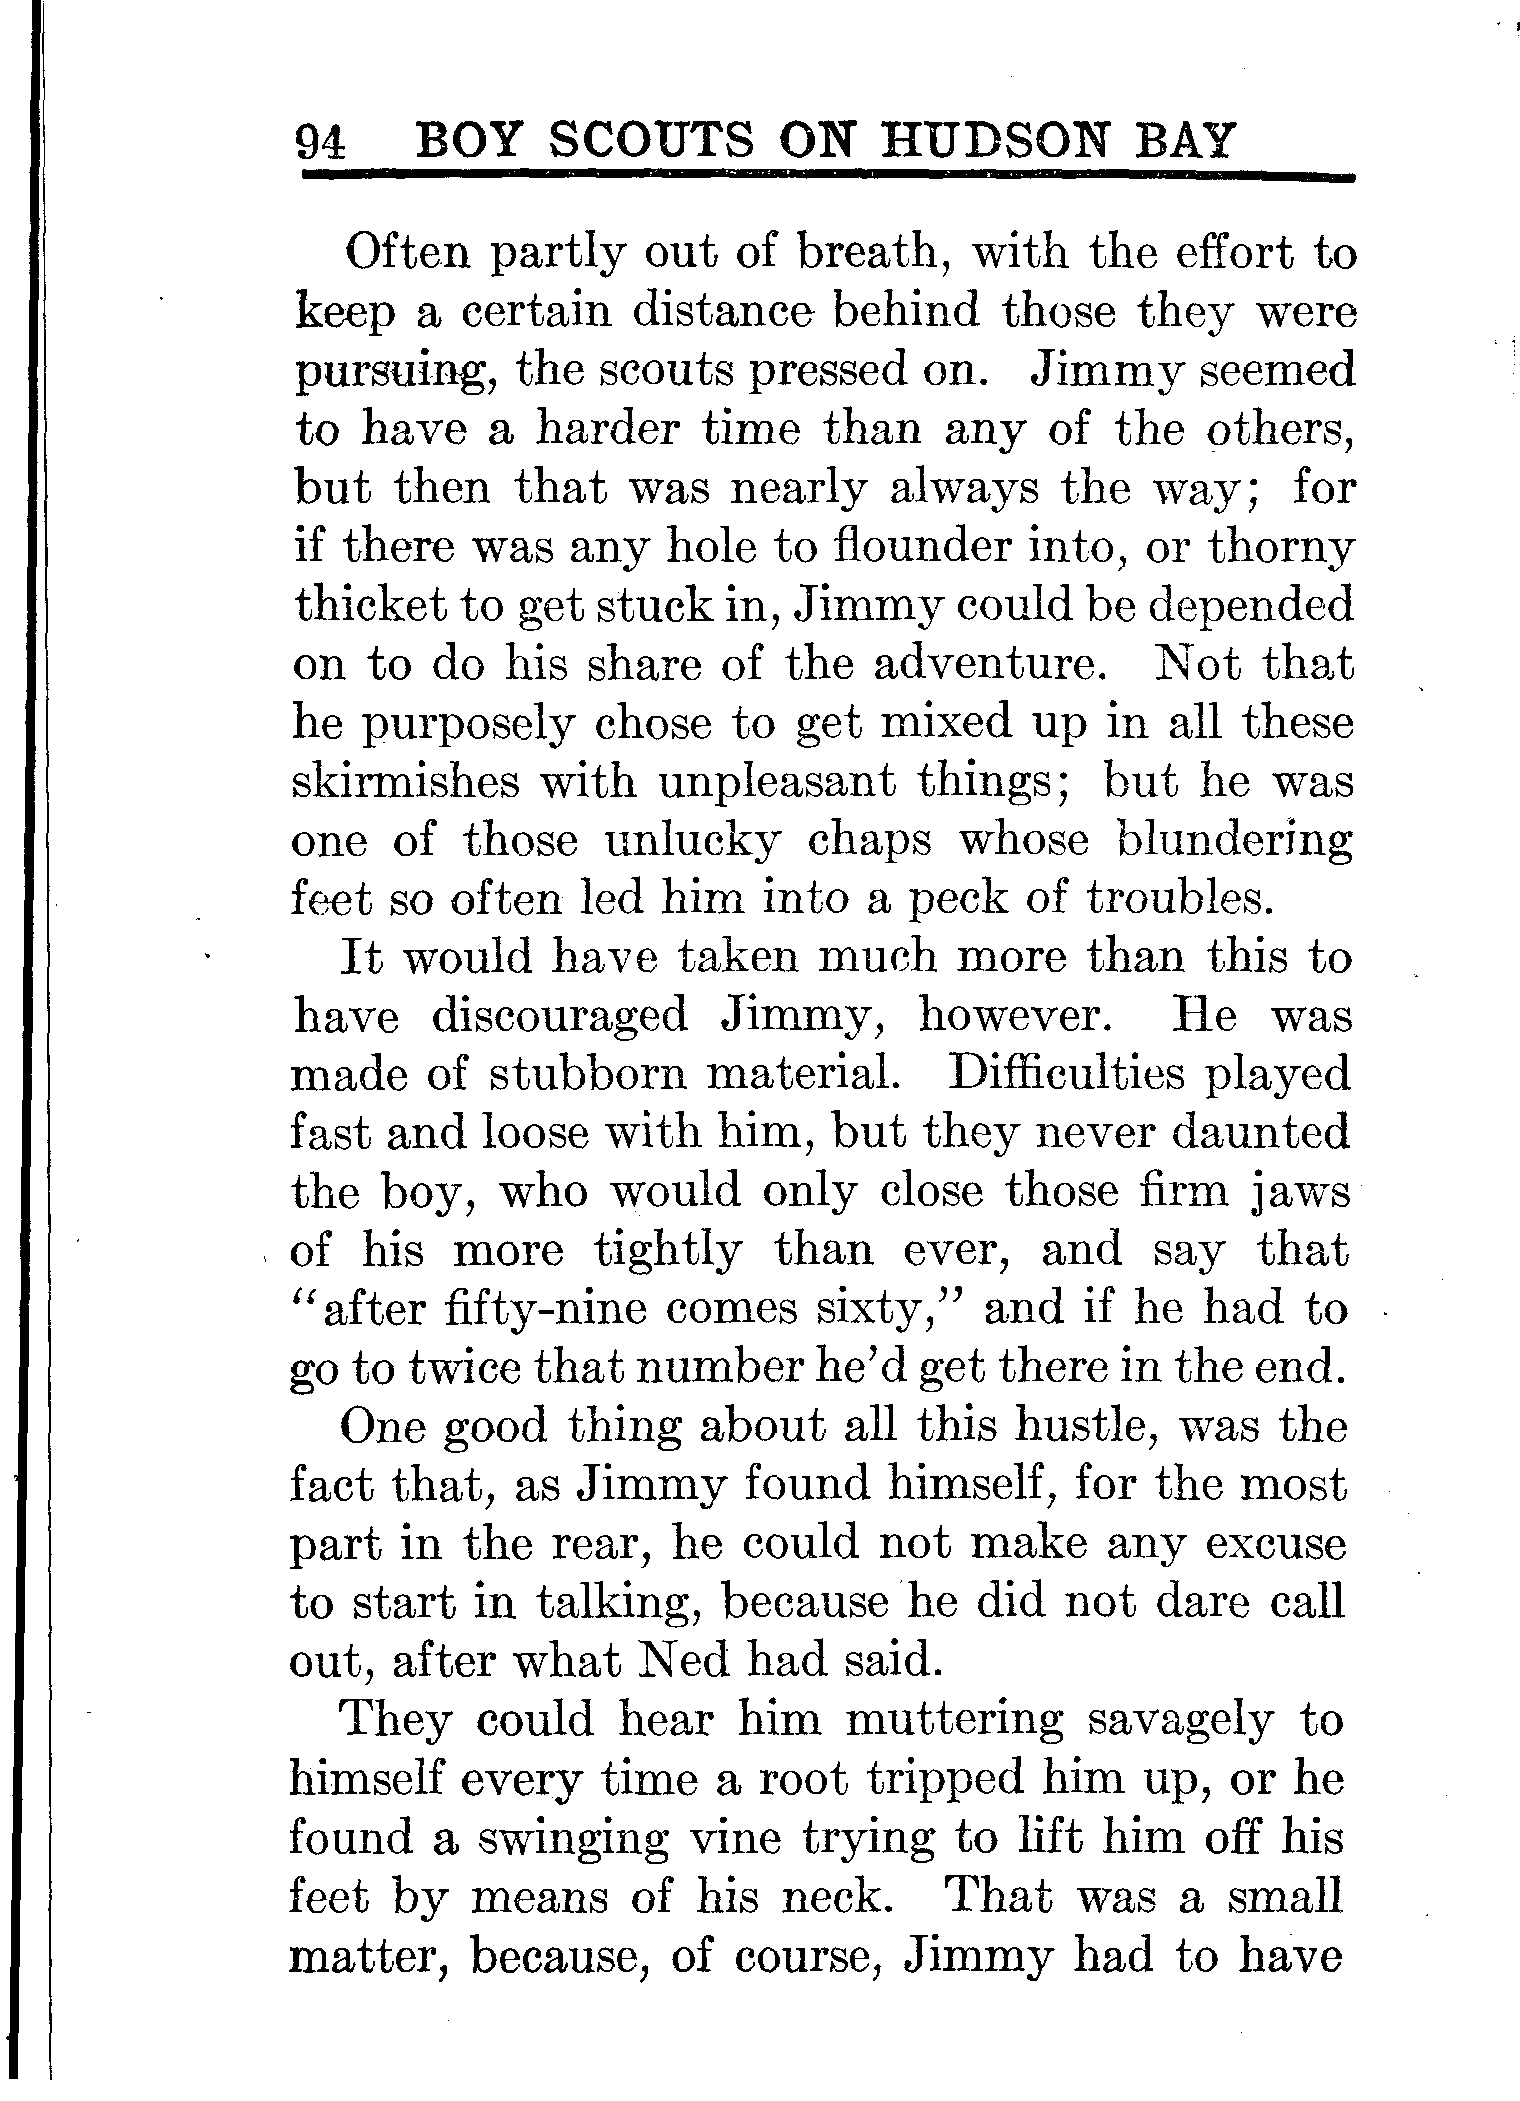 94 BOY SCOUTS ON HUDSON BAY
Often partly out of breath, with the effort to
keep a certain distance behind those they were
pursuing, the scouts pressed on. Jimmy seemed
to have a harder time than any of the others,
but then that was nearly always the way; for
if there was any hole to flounder into, or thorny
thicket to get stuck in, Jimmy could be depended
on to do his share of the adventure. Not that
he purposely chose to get mixed up in all these
skirmishes with unpleasant things; but he was
one of those unlucky chaps whose blundering
feet so often led him into a peck of troubles.
It would have taken much more than this to
have discouraged Jimmy, however. He was
made of stubborn material. Difficulties played
fast and loose with him, but they never daunted
the boy, who would only close those firm jaws
of his more tightly than ever, and say that
“after fifty-nine comes sixty,” and if he had to
go to twice that number he’d get there in the end.
One good thing about all this hustle, was the
fact that, as Jimmy found himself, for the most
part in the rear, he could not make any excuse
to start in talking, because he did not dare call
out, after what Ned had said.
They could hear him muttering savagely to
himself every time a root tripped him up, or he
found a swinging vine trying to lift him off his
feet by means of his neck. That was a small
matter, because, of course, Jimmy had to have